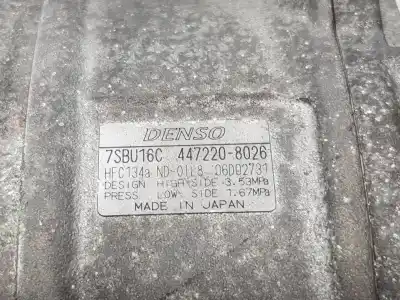 DENSO
7SBU16C 447220-8026
HFC134a ND-OIL8 06DD2731
DESIGN HIGH SIDE 3.53MPa
PRESS LOW SIDE 1.67MPa
MADE IN JAPAN